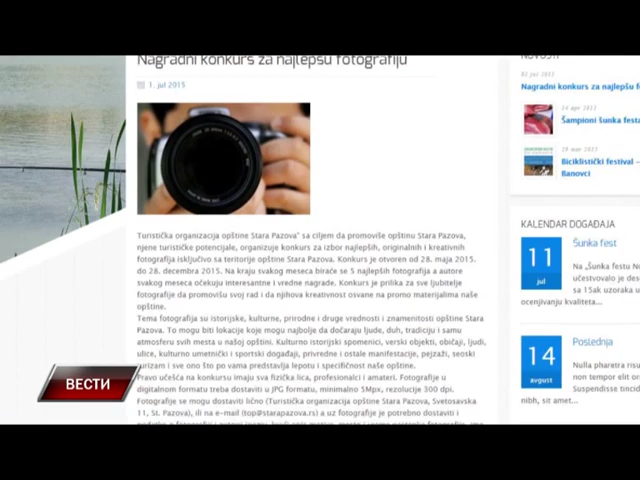 Nagradni konkurs za najlepšu fotografiju
1. jul 2015
Turistička organizacija opštine Stara Pazova" sa ciljem da promoviše opštinu Stara Pazova,
njene turističke potencijale, organizuje konkurs za izbor najlepših, originalnih i kreativnih
fotografija isključivo sa teritorije opštine Stara Pazova. Konkurs je otvoren od 28. maja 2015.
do 28. decembra 2015. Na kraju svakog meseca biraće se 5 najlepših fotografija a autore
svakog meseca očekuju interesantne i vredne nagrade. Konkurs je prilika za sve ljubitelje
fotografije da promovišu svoj rad i da njihova kreativnost osvane na promo materijalima naše
opštine.
Tema fotografija su istorijske, kulturne, prirodne i druge vrednosti i znamenitosti opštine Stara
Pazova. To mogu biti lokacije koje mogu najbolje da dočaraju ljude, duh, tradiciju i samu
atmosferu svih mesta u našoj opštini. Kulturno istorijski spomenici, verski objekti, običaji, ljudi,
ulice, kulturno umetnički i sportski događaji, privredne i ostale manifestacije, pejzaži, seoski
turizam i sve ono što po vama predstavlja lepotu i specifičnost naše opštine.
Pravo učešća na konkursu imaju sva fizička lica, profesionalci i amateri. Fotografije u
digitalnom formatu treba dostaviti u JPG formatu, minimalno 5Mpx, rezolucije 300 dpi.
Fotografije se mogu dostaviti lično (Turistička organizacija opštine Stara Pazova, Svetosavska
11, St. Pazova), ili na e-mail (top@starapazova.rs) a uz fotografije je potrebno dostaviti i
NOVOSTI
Nagradni konkurs za najlepšu fo
Šampioni šunka festa
Biciklistički festival –
Banovci
KALENDAR DOGAĐAJA
11
jul
Šunka fest
Na „Šunka festu
učestvovalo je
sa 15ak uzoraka
ocenjivanju kvaliteta...
14
avgust
Poslednja
Nulla pharetra risu
non tempor elit or
Suspendisse tincid
nibh, sit amet...
ВЕСТИ